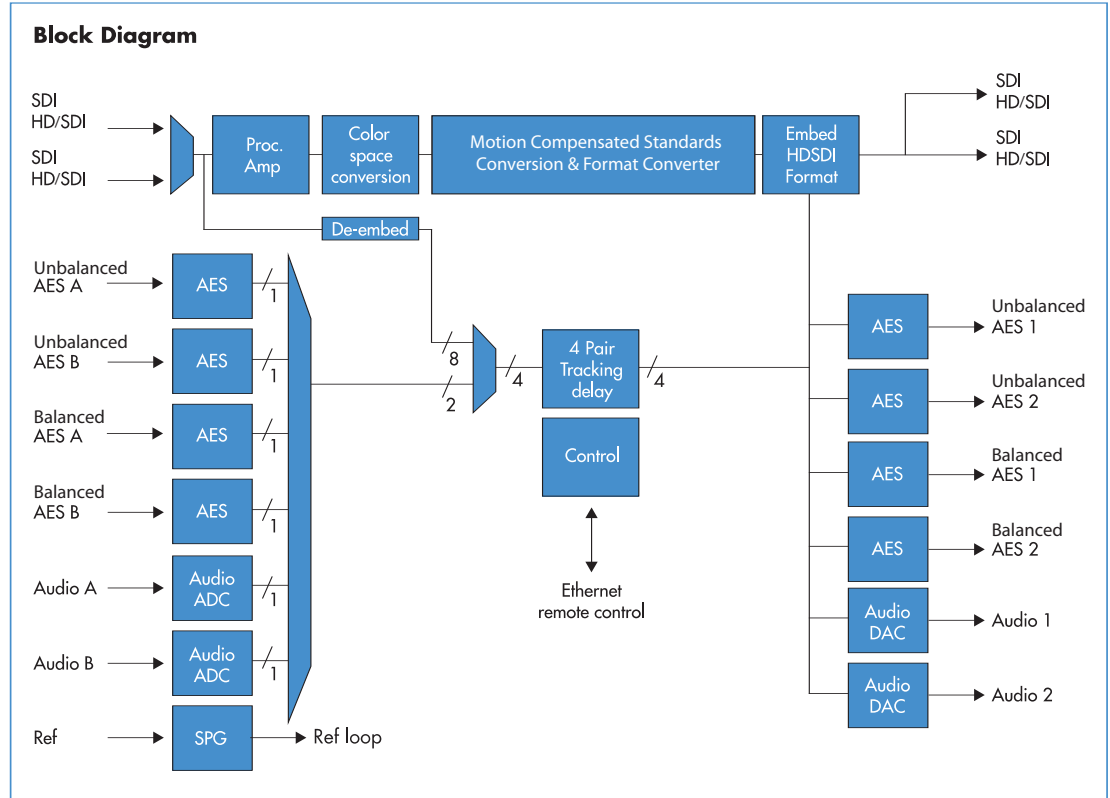 Block Diagram
SDI
HD/SDI
SDI
HD/SDI
Proc.
Amp
Color
space
conversion
Motion Compensated Standards
Conversion & Format Converter
Embed
HDSDI
Format
SDI
HD/SDI
SDI
HD/SDI
De-embed
Unbalanced
AES A
AES
1
Unbalanced
AES B
AES
1
Balanced
AES A
AES
1
Balanced
AES B
AES
1
Audio A
Audio
ADC
1
Audio B
Audio
ADC
1
Ref
SPG
Ref loop
8
2
4
4 Pair
Tracking
delay
4
Control
Ethernet
remote control
AES
Unbalanced
AES 1
AES
Unbalanced
AES 2
AES
Balanced
AES 1
AES
Balanced
AES 2
Audio
DAC
Audio 1
Audio
DAC
Audio 2